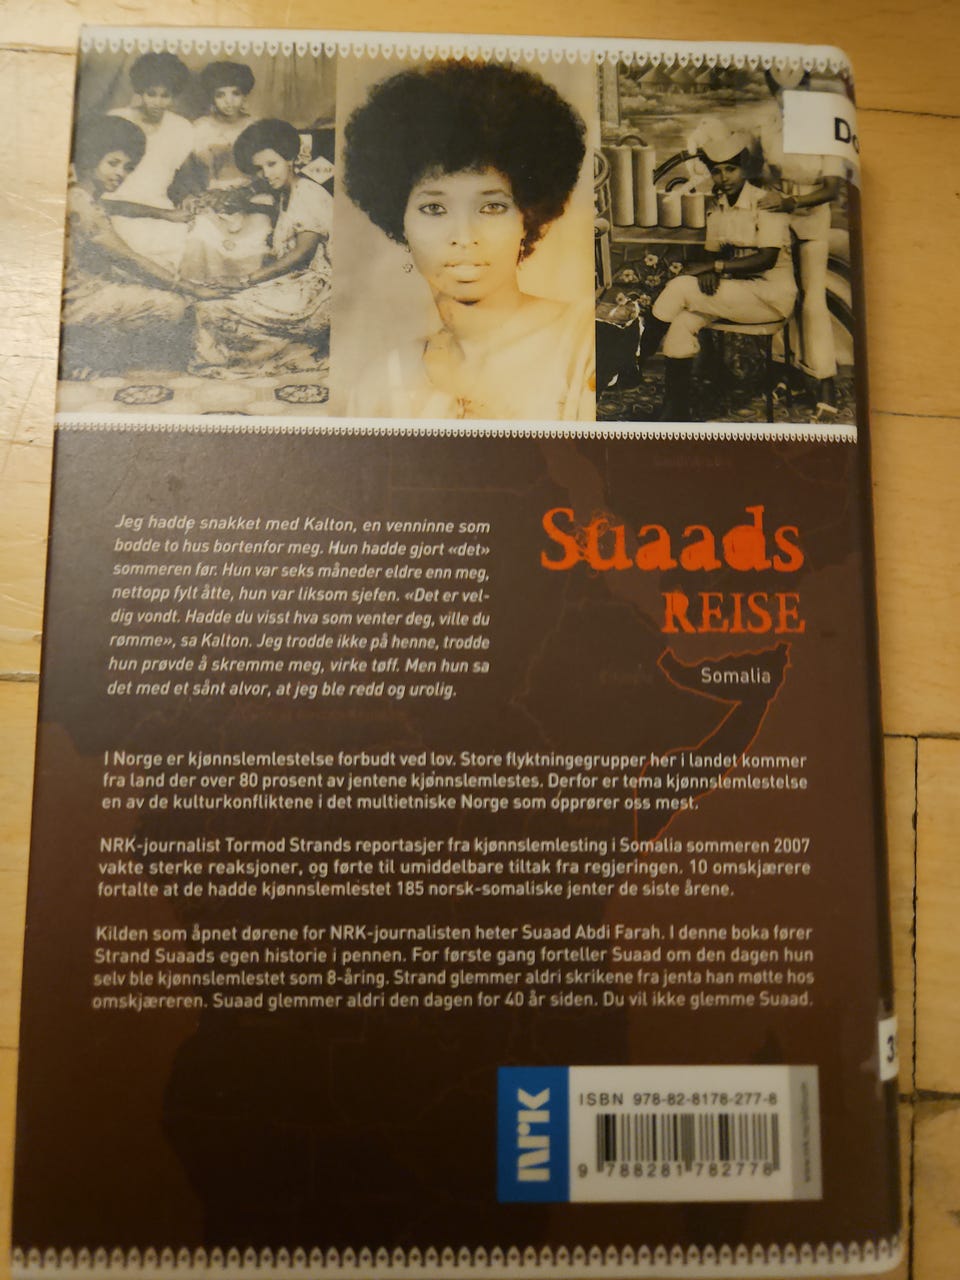 Do
Jeg hadde snakket med Kalton, en venninne som
bodde to hus bortenfor meg. Hun hadde gjort «det»
sommeren før. Hun var seks måneder eldre enn meg,
nettopp fylt åtte, hun var liksom sjefen. «Det er vel-
dig vondt. Hadde du visst hva som venter deg, ville du
rømme», sa Kalton. Jeg trodde ikke på henne, trodde
hun prøvde å skremme meg, virke tøff. Men hun sa
det med et sånt alvor, at jeg ble redd og urolig.
Suaads
REISE
Somalia
I Norge er kjønnslemlestelse forbudt ved lov. Store flyktningegrupper her i landet kommer
fra land der over 80 prosent av jentene kjønnslemlestes. Derfor er tema kjønnslemlestelse
en av de kulturkonfliktene i det multietniske Norge som opprører oss mest.
NRK-journalist Tormod Strands reportasjer fra kjønnslemlesting i Somalia sommeren 2007
vakte sterke reaksjoner, og førte til umiddelbare tiltak fra regjeringen. 10 omskjærere
fortalte at de hadde kjønnslemlestet 185 norsk-somaliske jenter de siste årene.
Kilden som åpnet dørene for NRK-journalisten heter Suaad Abdi Farah. I denne boka fører
Strand Suaads egen historie i pennen. For første gang forteller Suaad om den dagen hun
selv ble kjønnslemlestet som 8-åring. Strand glemmer aldri skrikene fra jenta han møtte hos
omskjæreren. Suaad glemmer aldri den dagen for 40 år siden. Du vil ikke glemme Suaad.
NRK
ISBN 978-82-8178-277-8
9 788281 782778